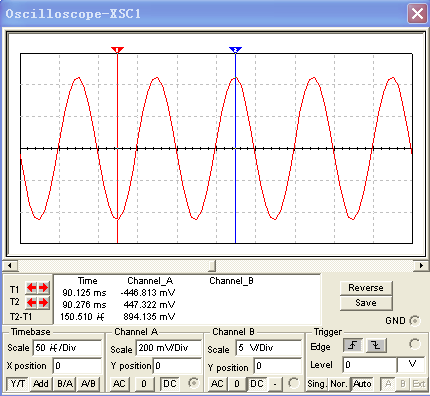 Oscilloscope-XSC1
1 2
Time Channel_A Channel_B
T1 90.125 ms -446.813 mV
T2 90.276 ms 447.322 mV
T2-T1 150.510 894.135 mV
Reverse
Save
GND
Timebase Channel A Channel B Trigger
Scale 50 /Div Scale 200 mV/Div Scale 5 V/Div Edge
X position 0 Y position 0 Y position 0 Level 0 V
Y/T Add B/A A/B AC 0 DC AC 0 DC - Sing. Nor. Auto A B Ext